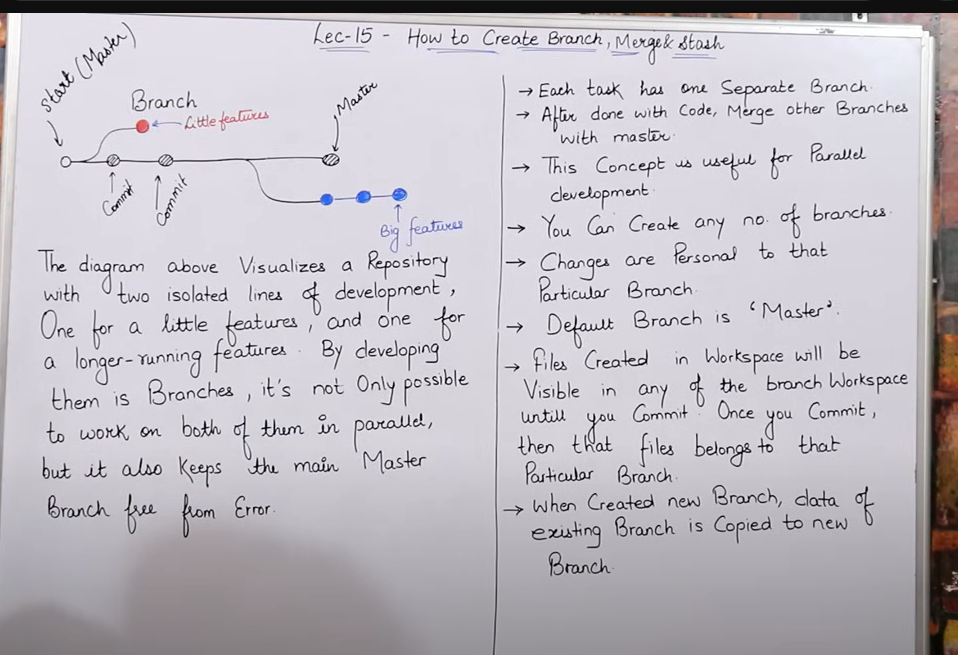 Lec-15 - How to Create Branch, Merge & Stash
Start (Master)
Branch
Little features
Master
Commit
Commit
Big features
The diagram above Visualizes a Repository
with two isolated lines of development,
One for a little features, and one for
a longer-running features. By developing
them is Branches, it's not Only possible
to work on both of them in parallel,
but it also Keeps the main Master
Branch free from Error.
→ Each task has one Separate Branch.
→ After done with Code, Merge other Branches
with master.
→ This Concept is useful for Parallel
development.
→ You Can Create any no. of branches.
→ Changes are Personal to that
Particular Branch.
→ Default Branch is 'Master'.
→ Files Created in Workspace will be
Visible in any of the branch Workspace
untill you Commit. Once you Commit,
then that files belongs to that
Particular Branch.
→ When Created new Branch, data of
existing Branch is Copied to new
Branch.